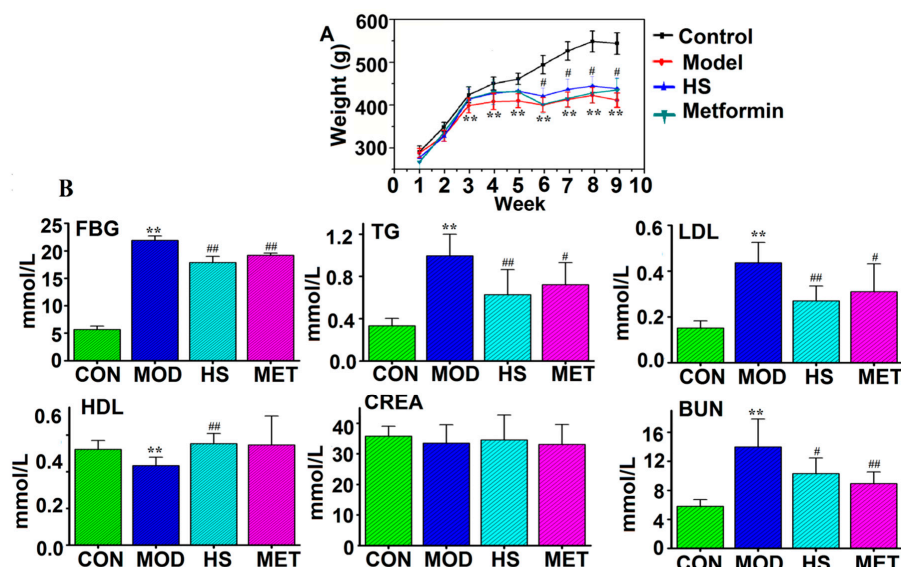 A
600
500
400
300
Weight (g)
# # # #
** ** ** ** ** ** **
0 1 2 3 4 5 6 7 8 9 10
Week
Control
Model
HS
Metformin
B
FBG
mmol/L
25
20
15
10
5
0
** ## ##
CON MOD HS MET
TG
mmol/L
1.2
0.8
0.4
0.0
** ## #
CON MOD HS MET
LDL
mmol/L
0.6
0.4
0.2
0.0
** ## #
CON MOD HS MET
HDL
mmol/L
0.6
0.4
0.2
0.0
** ##
CON MOD HS MET
CREA
mmol/L
40
30
20
10
0
CON MOD HS MET
BUN
mmol/L
16
12
8
4
0
** # ##
CON MOD HS MET